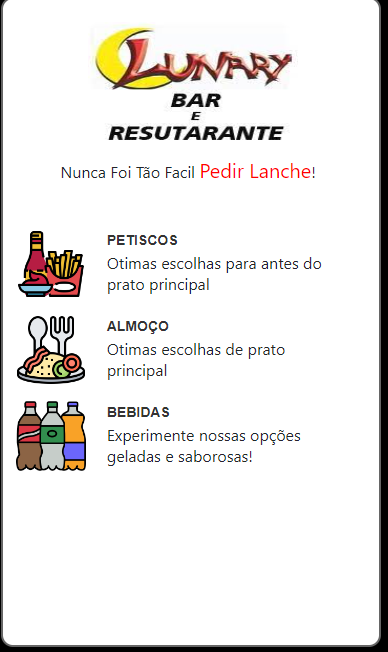 LUNARY
BAR
E
RESUTARANTE
Nunca Foi Tão Facil Pedir Lanche!
PETISCOS
Otimas escolhas para antes do
prato principal
ALMOÇO
Otimas escolhas de prato
principal
BEBIDAS
Experimente nossas opções
geladas e saborosas!